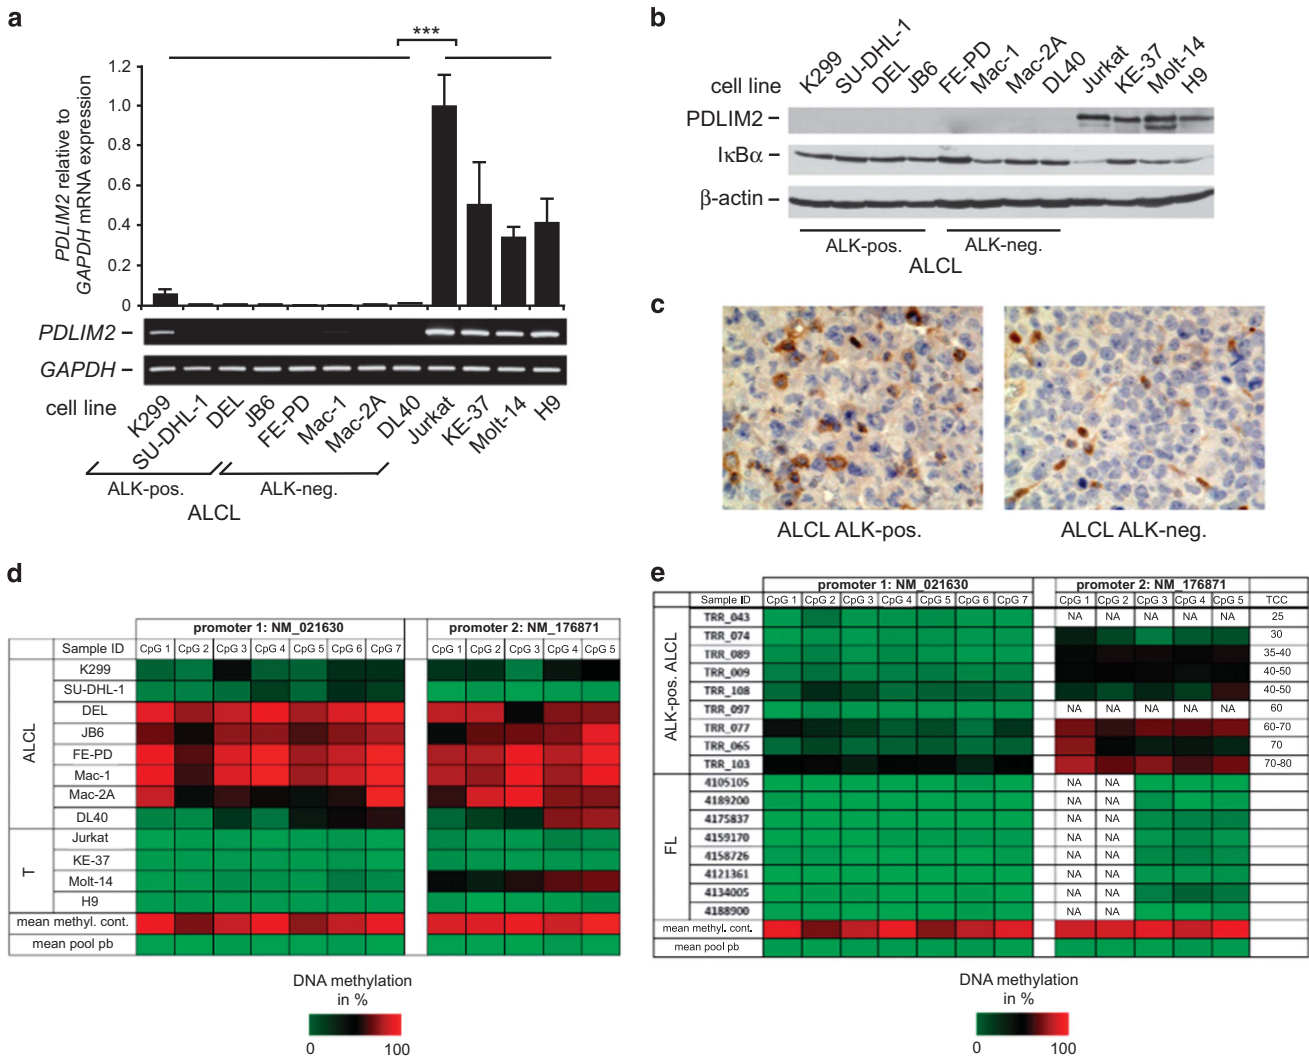 a
***
PDLIM2 relative to
GAPDH mRNA expression
1.2
1.0
0.8
0.6
0.4
0.2
0
PDLIM2
GAPDH
cell line
K299
SU-DHL-1
DEL
JB6
FE-PD
Mac-1
Mac-2A
DL40
Jurkat
KE-37
Molt-14
H9
ALK-pos.
ALK-neg.
ALCL
b
cell line
K299
SU-DHL-1
DEL
JB6
FE-PD
Mac-1
Mac-2A
DL40
Jurkat
KE-37
Molt-14
H9
PDLIM2
IκBα
β-actin
ALK-pos.
ALK-neg.
ALCL
c
ALCL ALK-pos.
ALCL ALK-neg.
d
promoter 1: NM_021630
promoter 2: NM_176871
Sample ID CpG 1 CpG 2 CpG 3 CpG 4 CpG 5 CpG 6 CpG 7 CpG 1 CpG 2 CpG 3 CpG 4 CpG 5
ALCL
K299
SU-DHL-1
DEL
JB6
FE-PD
Mac-1
Mac-2A
DL40
T
Jurkat
KE-37
Molt-14
H9
mean methyl. cont.
mean pool pb
DNA methylation
in %
0 100
e
promoter 1: NM_021630
promoter 2: NM_176871
Sample ID CpG 1 CpG 2 CpG 3 CpG 4 CpG 5 CpG 6 CpG 7 CpG 1 CpG 2 CpG 3 CpG 4 CpG 5 TCC
ALK-pos. ALCL
TRR_043 NA NA NA NA NA 25
TRR_074 30
TRR_089 35-40
TRR_009 40-50
TRR_108 40-50
TRR_097 NA NA NA NA NA 60
TRR_077 60-70
TRR_065 70
TRR_103 70-80
FL
4105105 NA NA
4189200 NA NA
4175837 NA NA
4159170 NA NA
4158726 NA NA
4121361 NA NA
4134005 NA NA
4188900 NA NA
mean methyl. cont.
mean pool pb
DNA methylation
in %
0 100